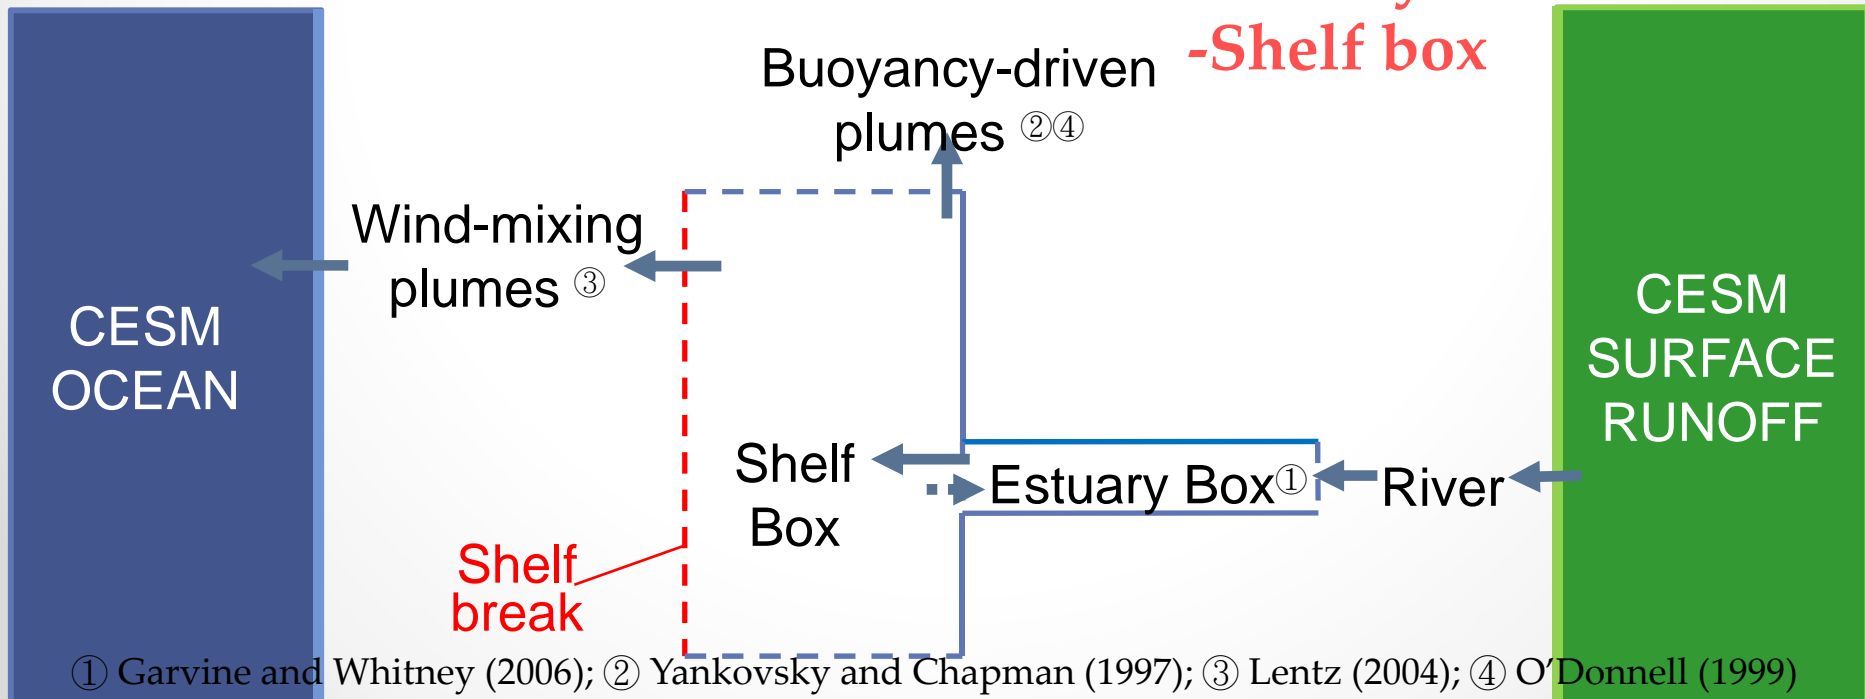 -Shelf box
Buoyancy-driven
plumes ②④
Wind-mixing
plumes ③
CESM
OCEAN
CESM
SURFACE
RUNOFF
Shelf
Box
Estuary Box①
River
Shelf
break
① Garvine and Whitney (2006); ② Yankovsky and Chapman (1997); ③ Lentz (2004); ④ O’Donnell (1999)